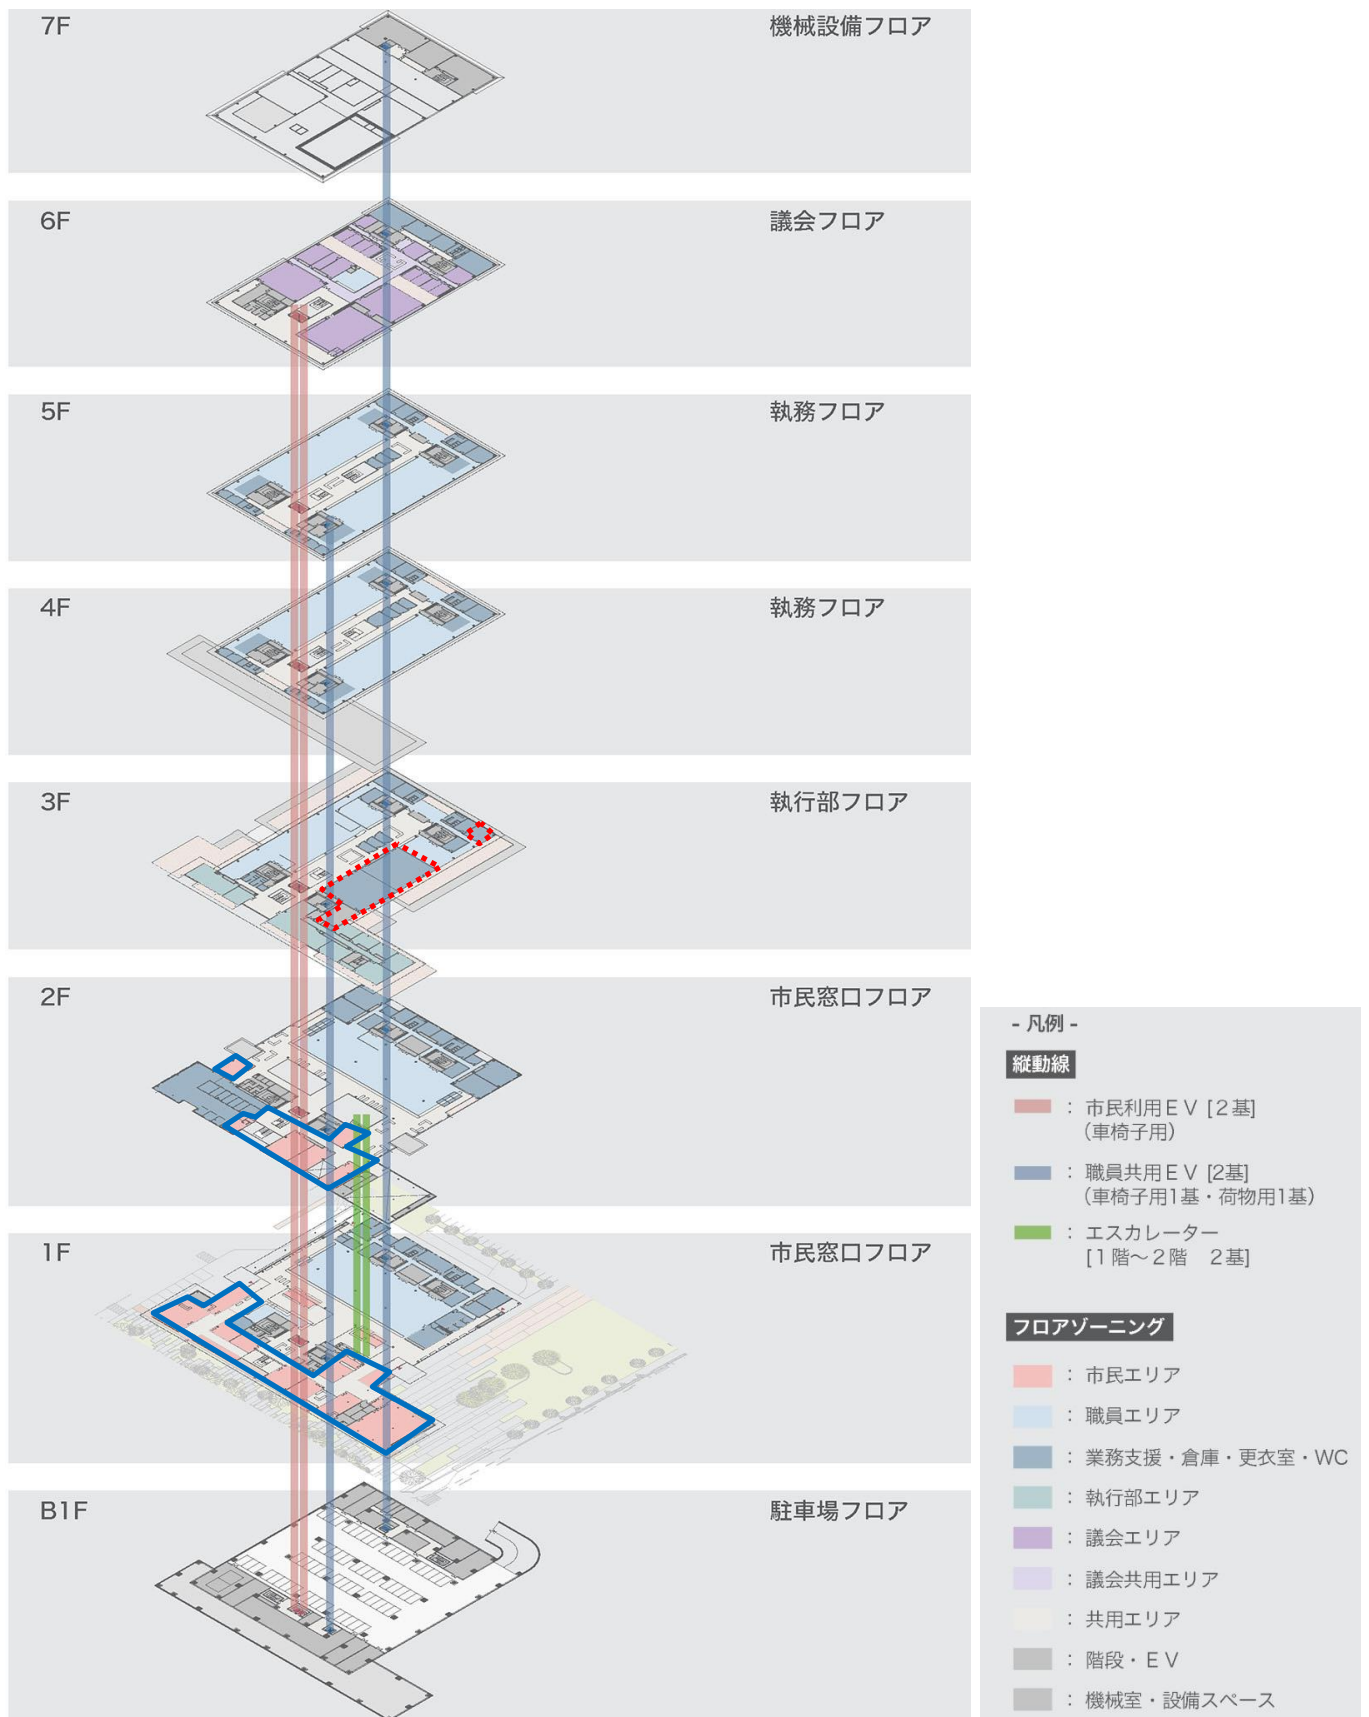 7F 機械設備フロア
6F 議会フロア
5F 執務フロア
4F 執務フロア
3F 執行部フロア
2F 市民窓口フロア
1F 市民窓口フロア
B1F 駐車場フロア
- 凡例 -
縦動線
： 市民利用ＥＶ [２基]
（車椅子用）
： 職員共用ＥＶ [2基]
（車椅子用1基・荷物用1基）
： エスカレーター
[１階～２階　２基]
フロアゾーニング
： 市民エリア
： 職員エリア
： 業務支援・倉庫・更衣室・WC
： 執行部エリア
： 議会エリア
： 議会共用エリア
： 共用エリア
： 階段・ＥＶ
： 機械室・設備スペース